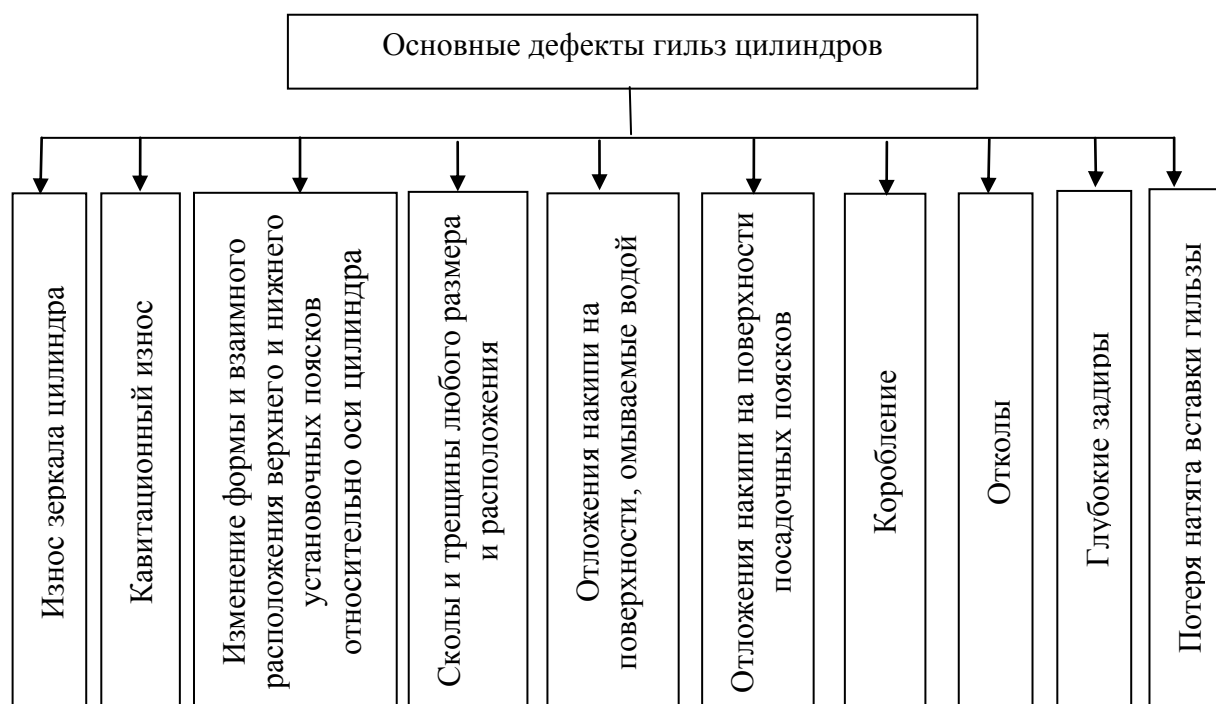 Основные дефекты гильз цилиндров
Износ зеркала цилиндра
Кавитационный износ
Изменение формы и взаимного
расположения верхнего и нижнего
установочных поясков
относительно оси цилиндра
Сколы и трещины любого размера
и расположения
Отложения накипи на
поверхности, омываемые водой
Отложения накипи на поверхности
посадочных поясков
Коробление
Отколы
Глубокие задиры
Потеря натяга вставки гильзы